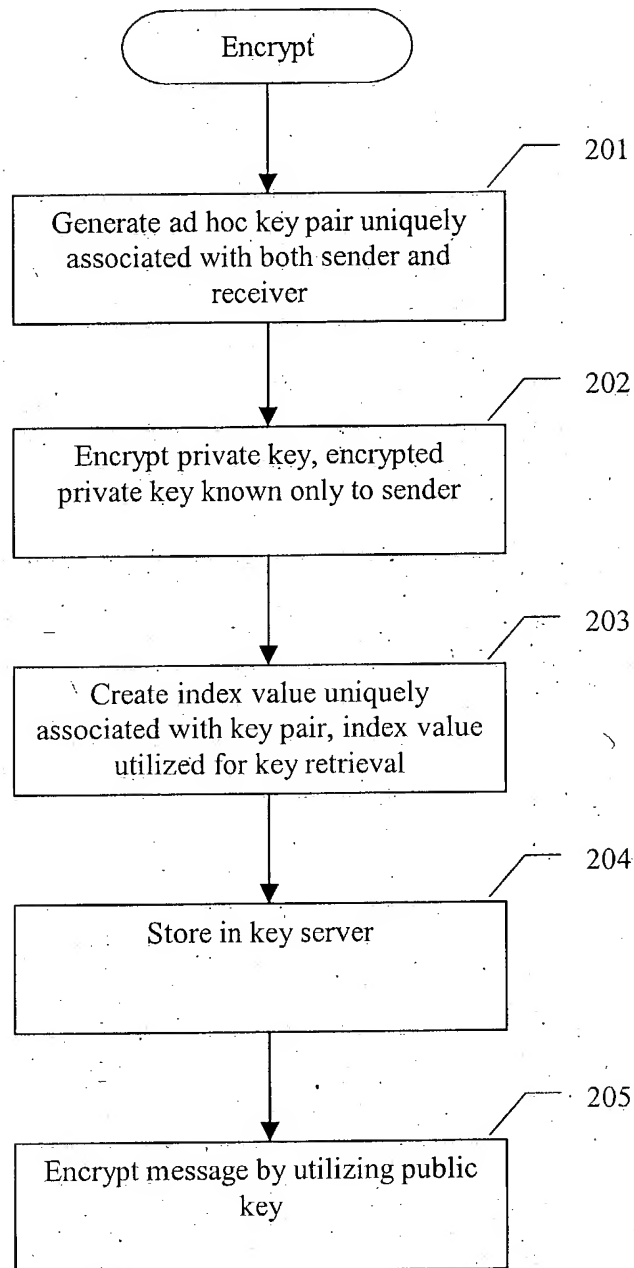 Encrypt
201
Generate ad hoc key pair uniquely
associated with both sender and
receiver
202
Encrypt private key, encrypted
private key known only to sender
203
Create index value uniquely
associated with key pair, index value
utilized for key retrieval
204
Store in key server
205
Encrypt message by utilizing public
key